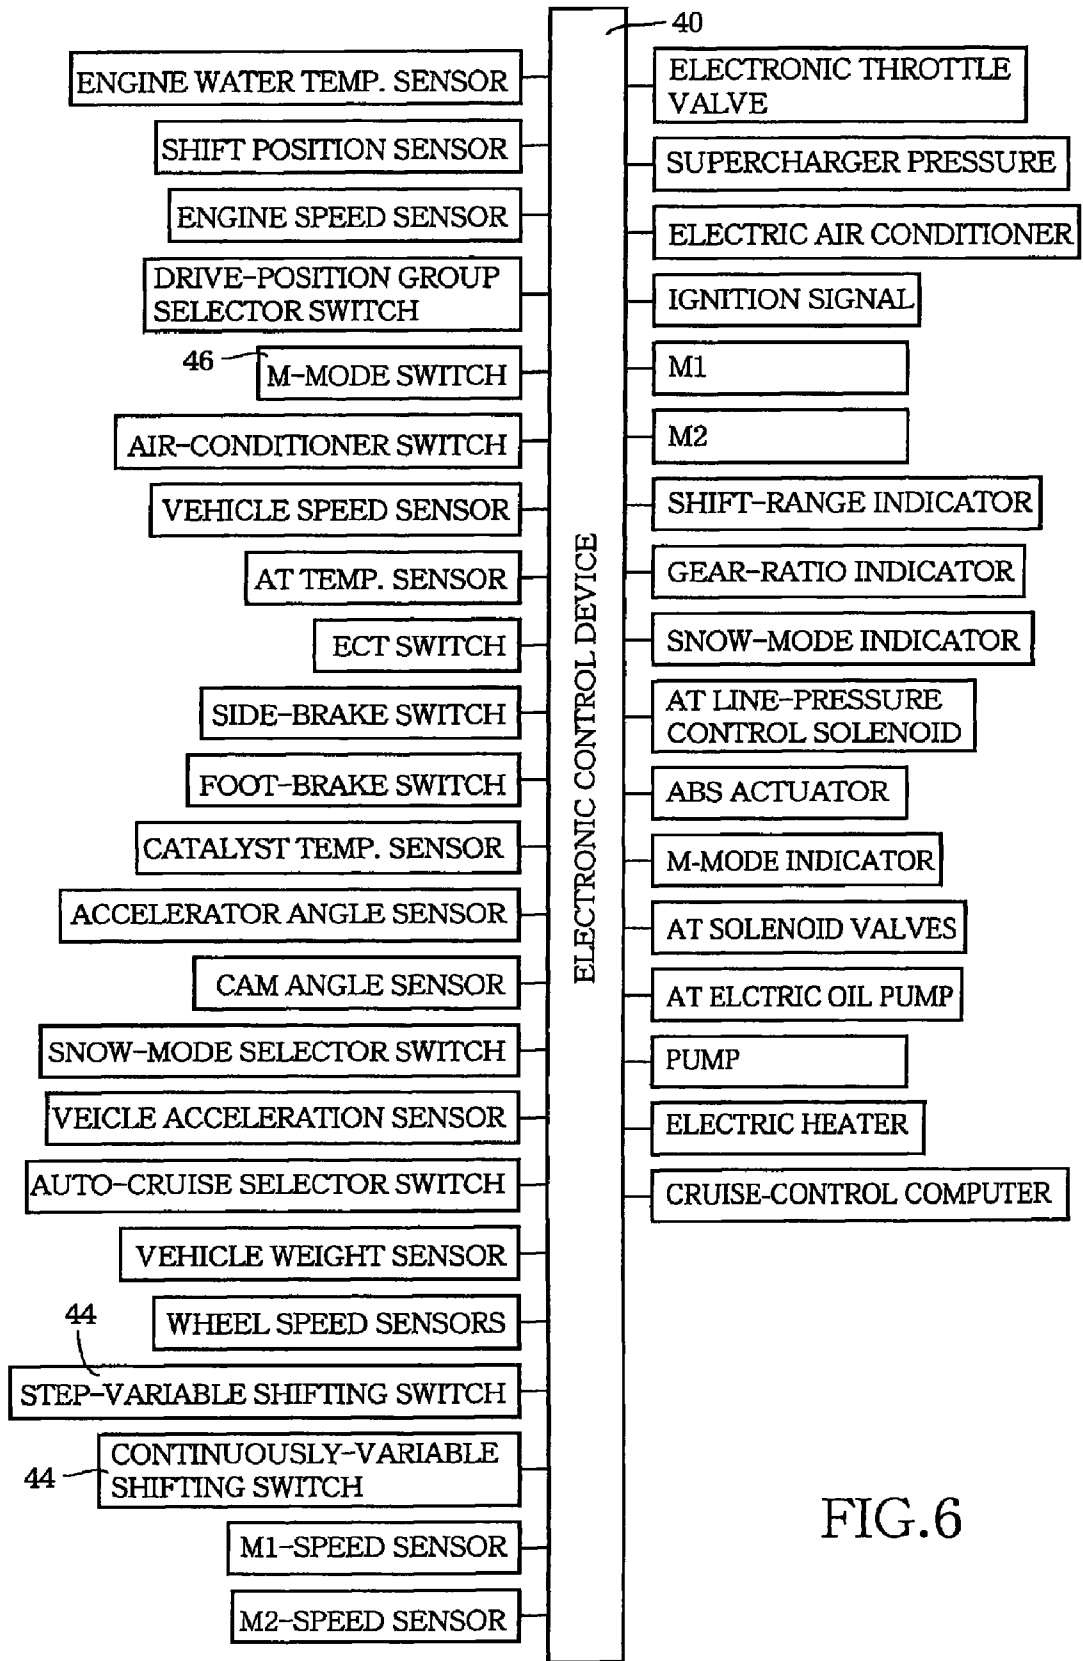 40
ENGINE WATER TEMP. SENSOR
SHIFT POSITION SENSOR
ENGINE SPEED SENSOR
DRIVE-POSITION GROUP
SELECTOR SWITCH
46
M-MODE SWITCH
AIR-CONDITIONER SWITCH
VEHICLE SPEED SENSOR
AT TEMP. SENSOR
ECT SWITCH
SIDE-BRAKE SWITCH
FOOT-BRAKE SWITCH
CATALYST TEMP. SENSOR
ACCELERATOR ANGLE SENSOR
CAM ANGLE SENSOR
SNOW-MODE SELECTOR SWITCH
VEICLE ACCELERATION SENSOR
AUTO-CRUISE SELECTOR SWITCH
VEHICLE WEIGHT SENSOR
WHEEL SPEED SENSORS
44
STEP-VARIABLE SHIFTING SWITCH
CONTINUOUSLY-VARIABLE
44
SHIFTING SWITCH
M1-SPEED SENSOR
M2-SPEED SENSOR
ELECTRONIC CONTROL DEVICE
ELECTRONIC THROTTLE
VALVE
SUPERCHARGER PRESSURE
ELECTRIC AIR CONDITIONER
IGNITION SIGNAL
M1
M2
SHIFT-RANGE INDICATOR
GEAR-RATIO INDICATOR
SNOW-MODE INDICATOR
AT LINE-PRESSURE
CONTROL SOLENOID
ABS ACTUATOR
M-MODE INDICATOR
AT SOLENOID VALVES
AT ELCTRIC OIL PUMP
PUMP
ELECTRIC HEATER
CRUISE-CONTROL COMPUTER
FIG.6